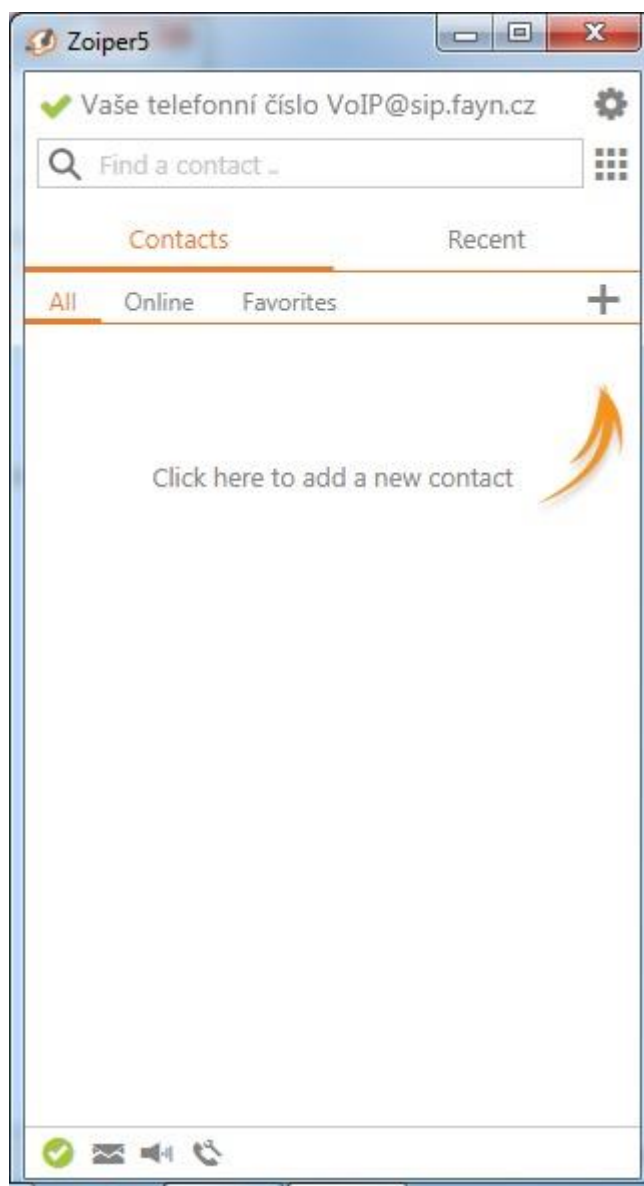 Zoiper5
Vaše telefonní číslo VoIP@sip.fayn.cz
Find a contact ..
Contacts Recent
All Online Favorites
Click here to add a new contact